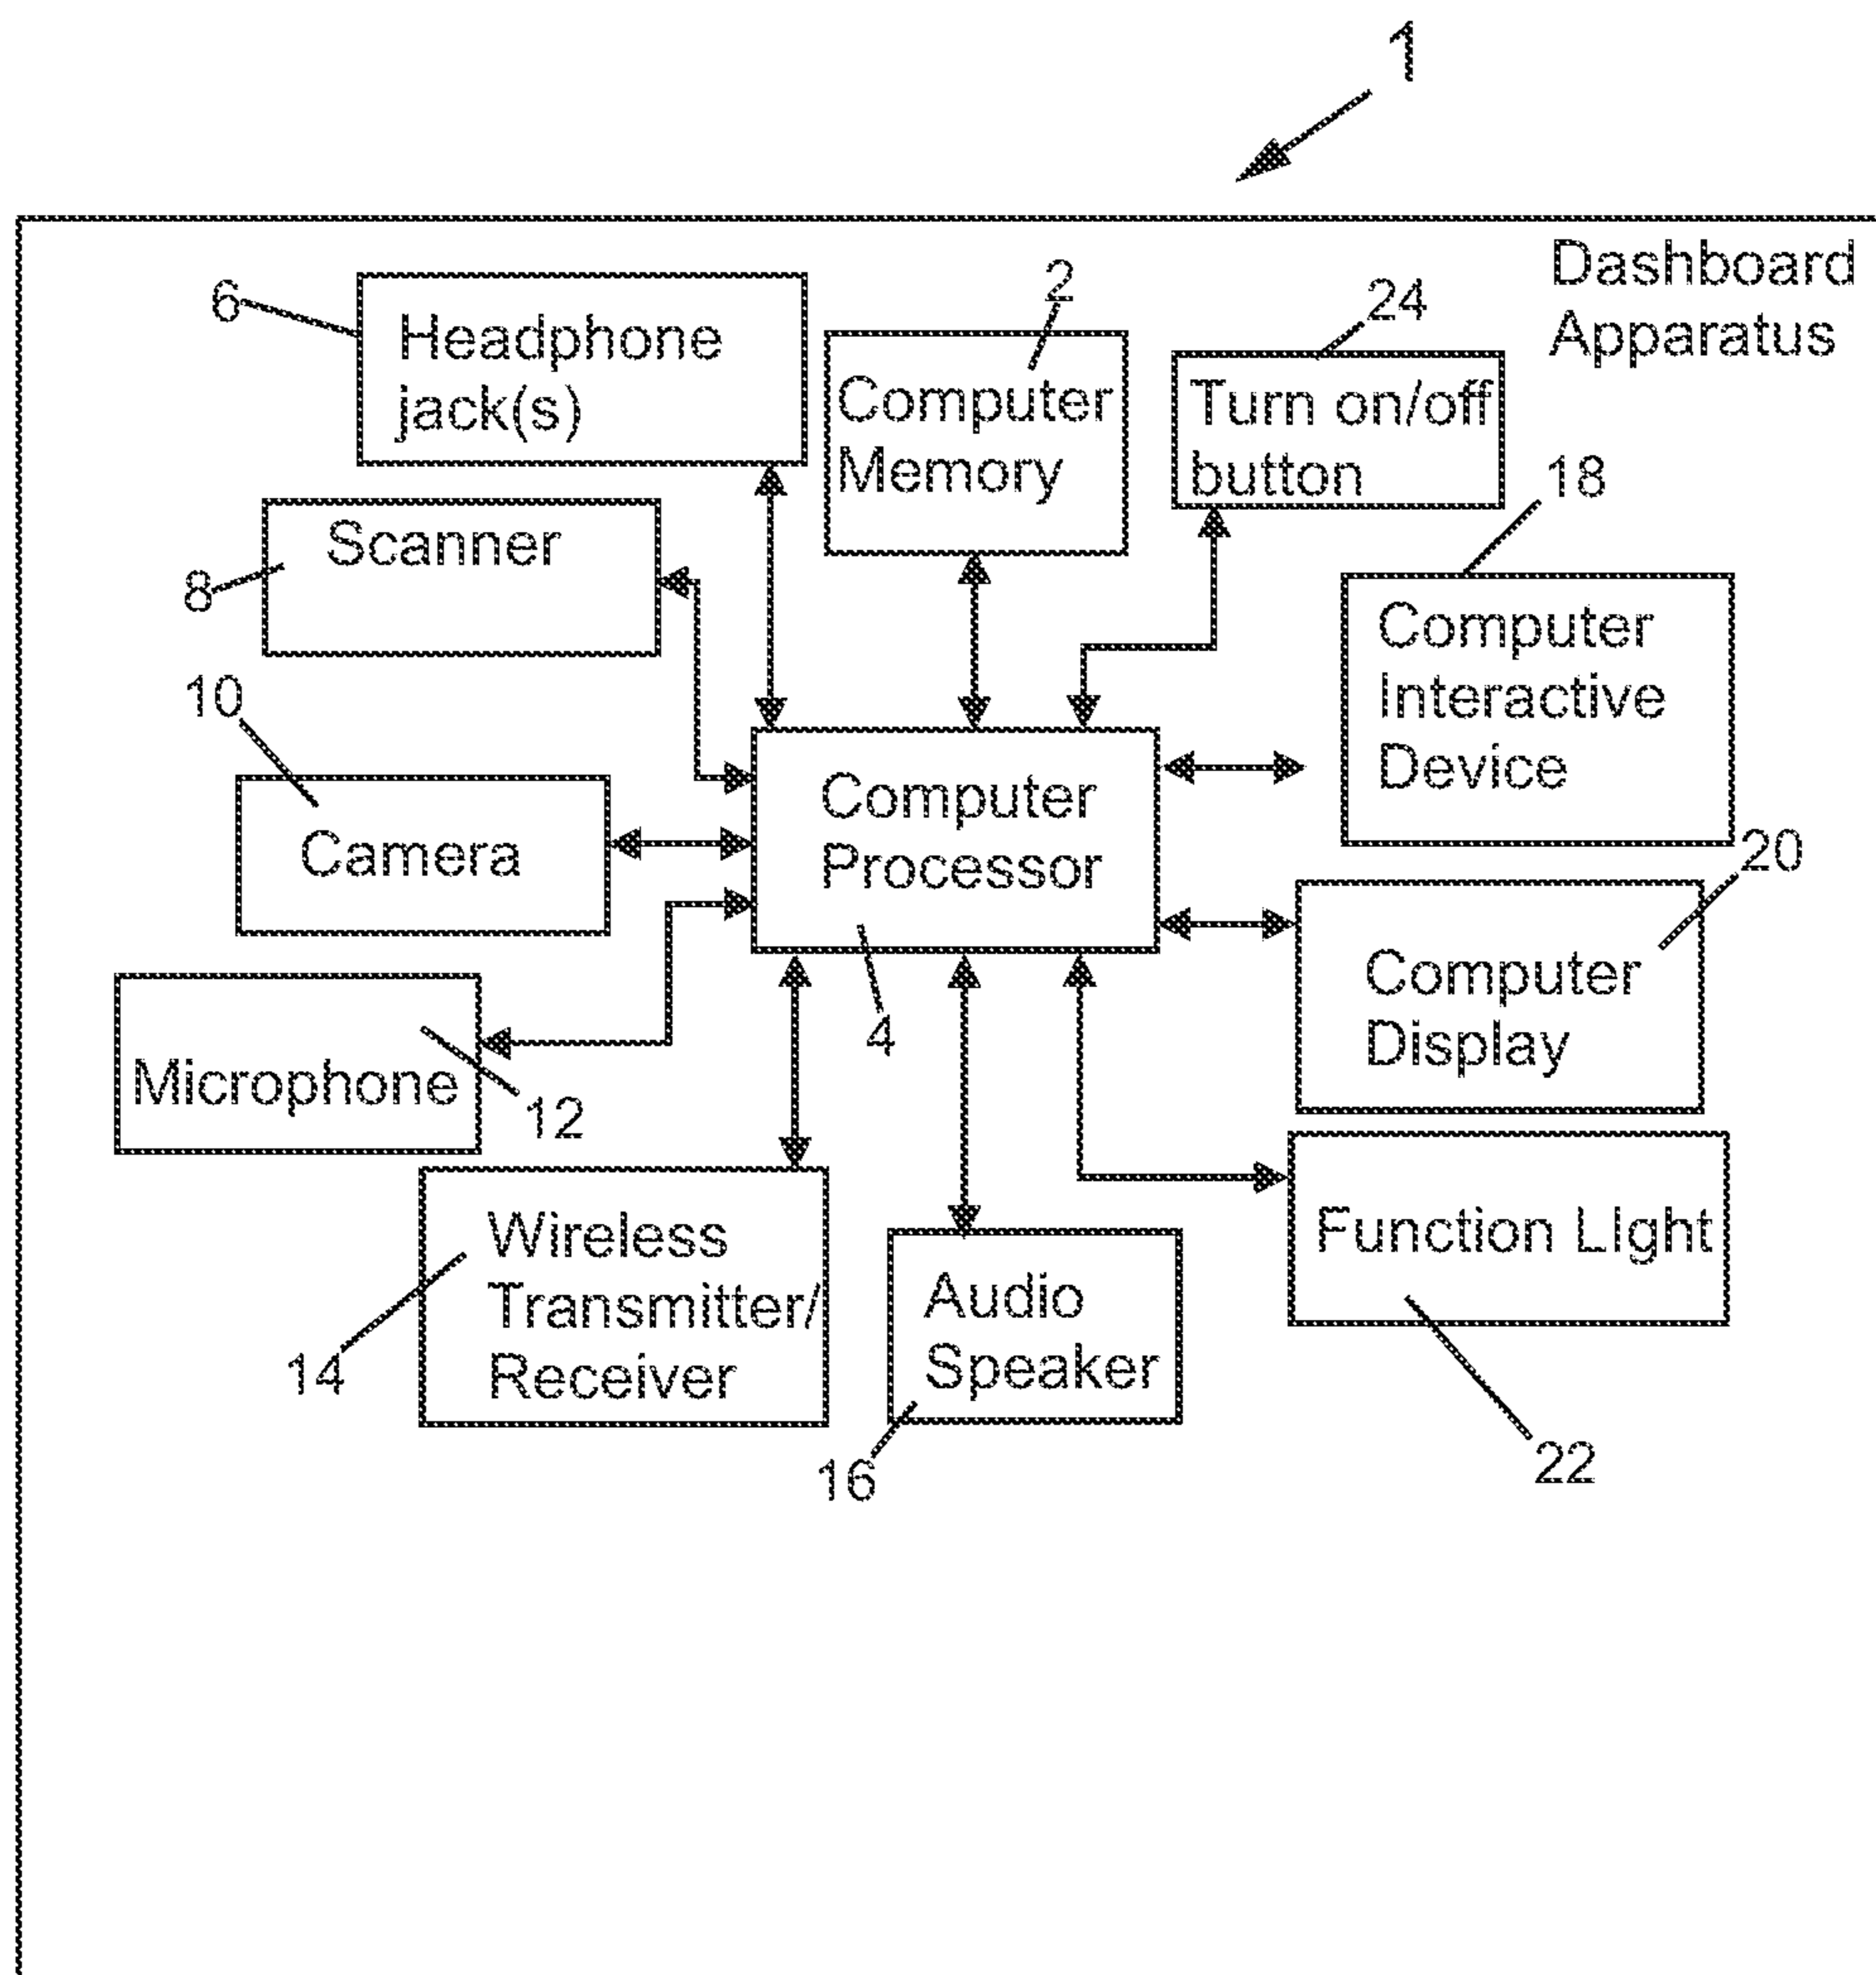 1
Dashboard
Apparatus
6
Headphone
jack(s)
2
Computer
Memory
24
Turn on/off
button
8
Scanner
18
Computer
Interactive
Device
10
Camera
Computer
Processor
4
20
Computer
Display
Microphone
12
14
Wireless
Transmitter/
Receiver
Audio
Speaker
16
Function LIght
22